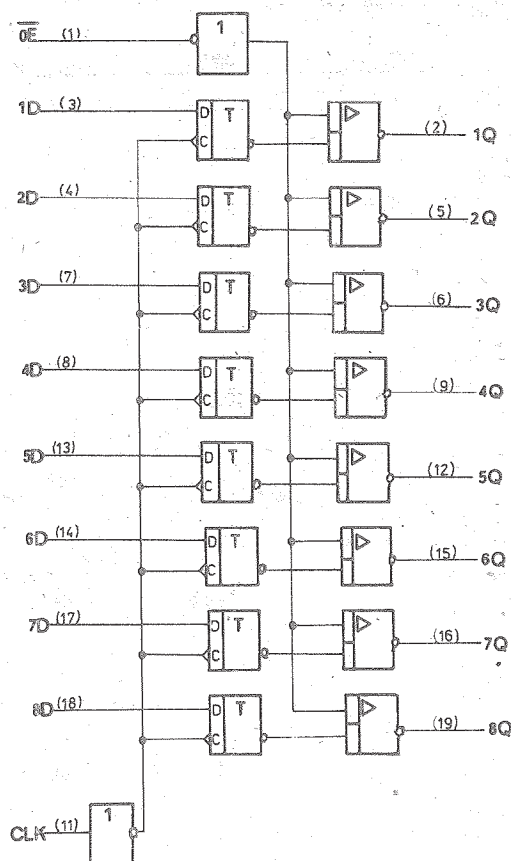 OE (1) 1
1D (3) D T C (2) 1Q
2D (4) D T C (5) 2Q
3D (7) D T C (6) 3Q
4D (8) D T C (9) 4Q
5D (13) D T C (12) 5Q
6D (14) D T C (15) 6Q
7D (17) D T C (16) 7Q
8D (18) D T C (19) 8Q
CLK (11) 1